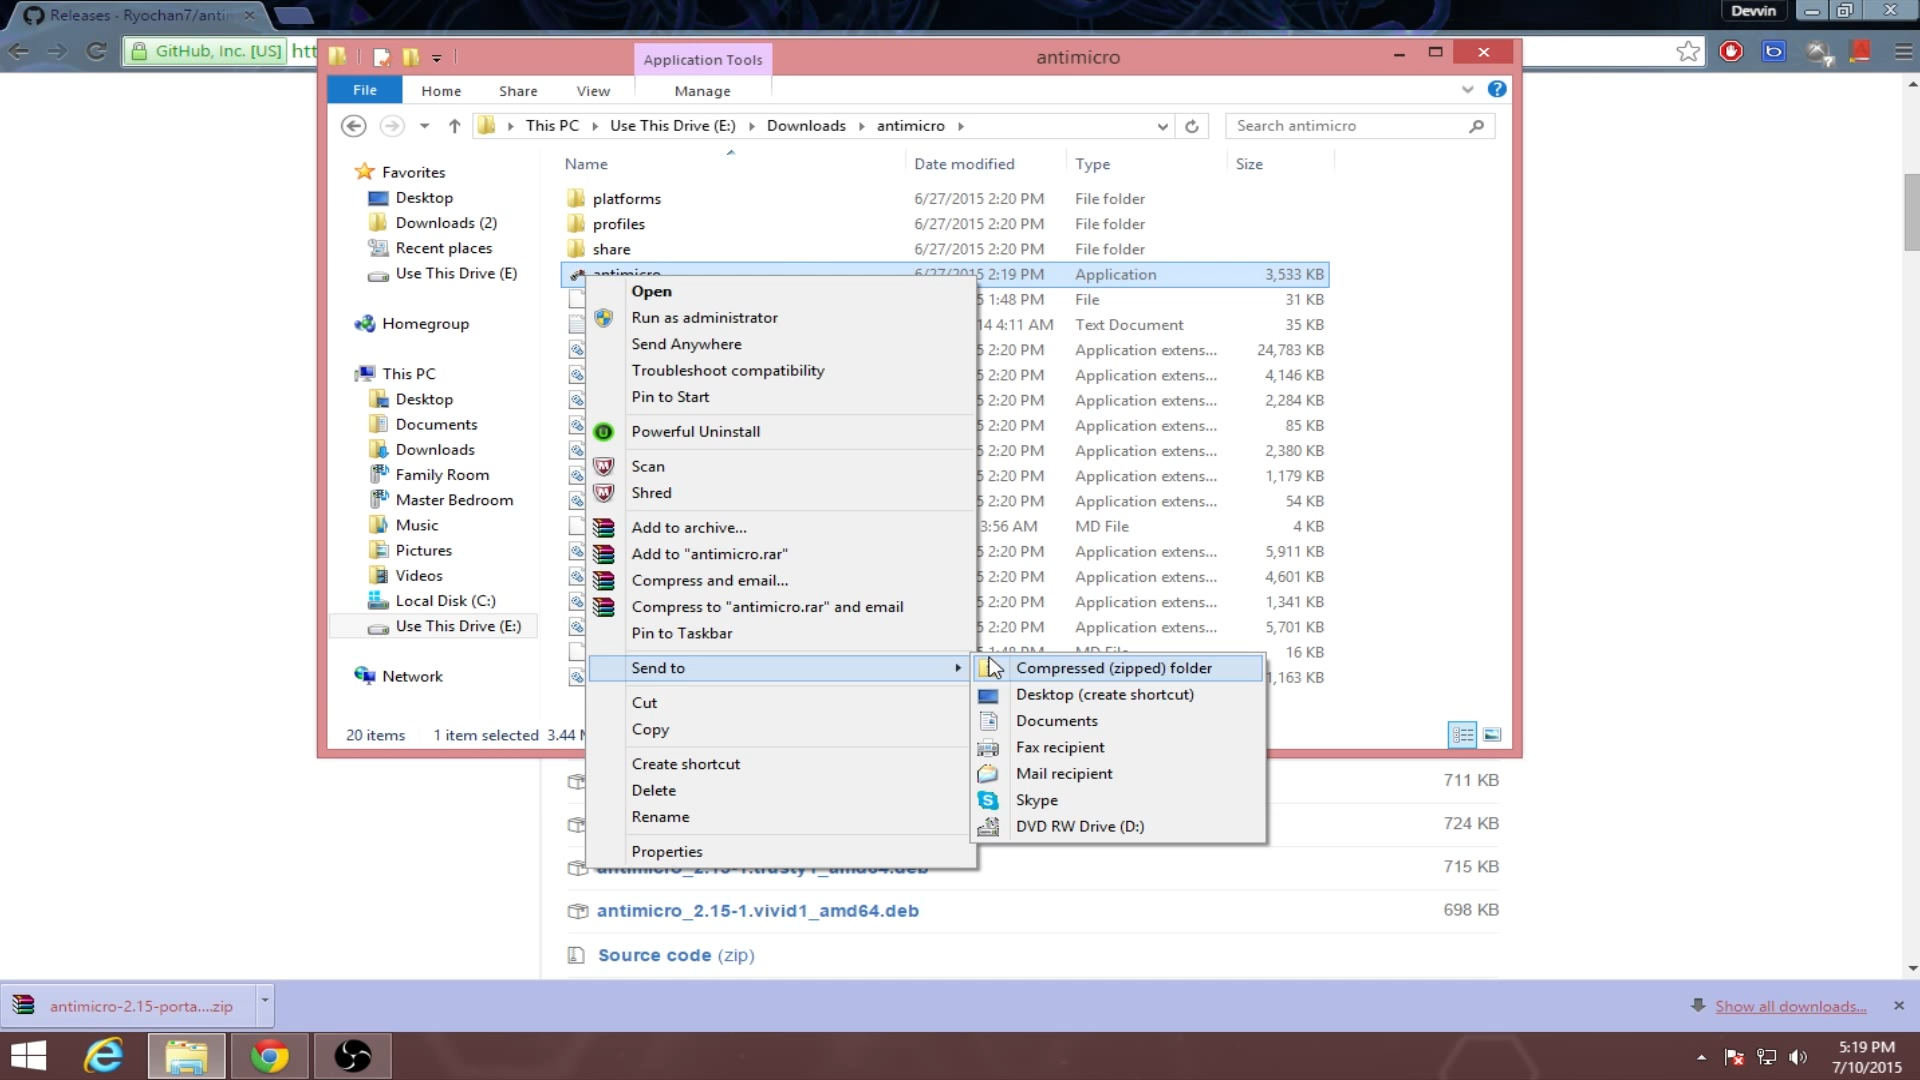 Releases · Ryochan7/antim
Devvin
GitHub, Inc. [US] htt
Application Tools
antimicro
File
Home
Share
View
Manage
This PC
Use This Drive (E:)
Downloads
antimicro
Search antimicro
Name
Date modified
Type
Size
Favorites
Desktop
Downloads (2)
Recent places
Use This Drive (E)
Homegroup
This PC
Desktop
Documents
Downloads
Family Room
Master Bedroom
Music
Pictures
Videos
Local Disk (C:)
Use This Drive (E:)
Network
platforms 6/27/2015 2:20 PM File folder
profiles 6/27/2015 2:20 PM File folder
share 6/27/2015 2:20 PM File folder
antimicro 6/27/2015 2:19 PM Application 3,533 KB
5 1:48 PM File 31 KB
14 4:11 AM Text Document 35 KB
5 2:20 PM Application extens... 24,783 KB
5 2:20 PM Application extens... 4,146 KB
5 2:20 PM Application extens... 2,284 KB
5 2:20 PM Application extens... 85 KB
5 2:20 PM Application extens... 2,380 KB
5 2:20 PM Application extens... 1,179 KB
5 2:20 PM Application extens... 54 KB
3:56 AM MD File 4 KB
5 2:20 PM Application extens... 5,911 KB
5 2:20 PM Application extens... 4,601 KB
5 2:20 PM Application extens... 1,341 KB
5 2:20 PM Application extens... 5,701 KB
5 1:48 PM MD File 16 KB
1,163 KB
Open
Run as administrator
Send Anywhere
Troubleshoot compatibility
Pin to Start
Powerful Uninstall
Scan
Shred
Add to archive...
Add to "antimicro.rar"
Compress and email...
Compress to "antimicro.rar" and email
Pin to Taskbar
Send to
Cut
Copy
Create shortcut
Delete
Rename
Properties
Compressed (zipped) folder
Desktop (create shortcut)
Documents
Fax recipient
Mail recipient
Skype
DVD RW Drive (D:)
20 items 1 item selected 3.44 M
711 KB
724 KB
antimicro_2.15-1.trusty1_amd64.deb 715 KB
antimicro_2.15-1.vivid1_amd64.deb 698 KB
Source code (zip)
antimicro-2.15-porta....zip
Show all downloads...
5:19 PM
7/10/2015